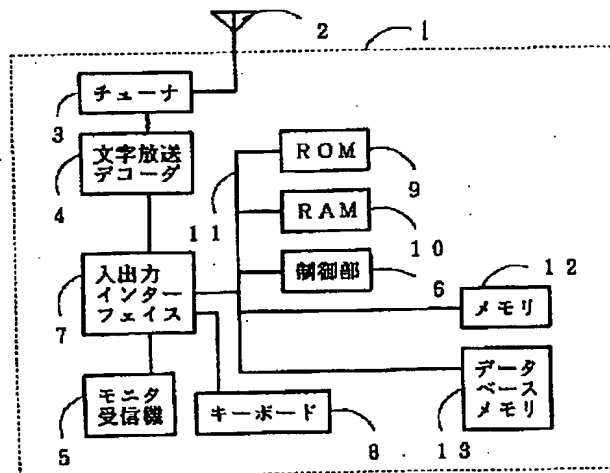 2
1
チューナ
3
文字放送
デコーダ
4
11
ROM
9
RAM
10
入出力
インター
フェイス
7
制御部
6
12
メモリ
モニタ
受信機
5
キーボード
8
データ
ベース
メモリ
13